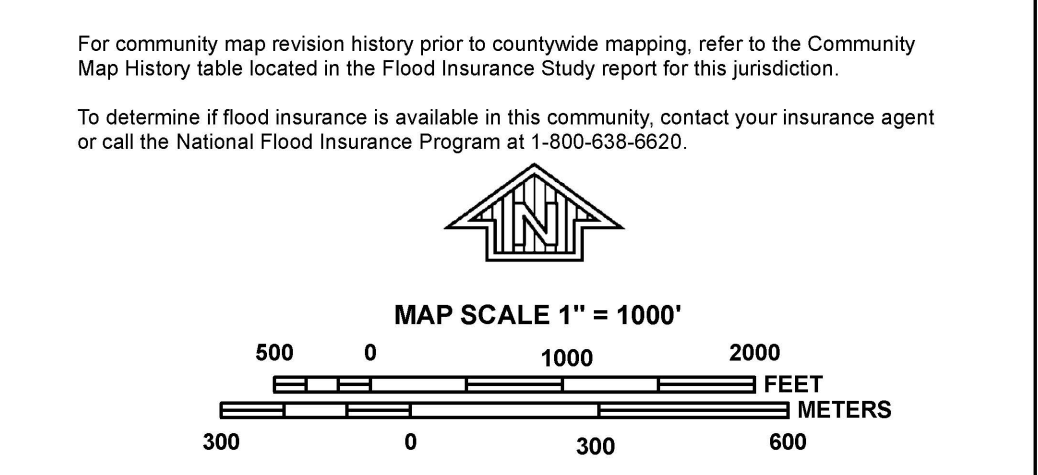 For community map revision history prior to countywide mapping, refer to the Community
Map History table located in the Flood Insurance Study report for this jurisdiction.
To determine if flood insurance is available in this community, contact your insurance agent
or call the National Flood Insurance Program at 1-800-638-6620.
N
MAP SCALE 1" = 1000'
500 0 1000 2000
FEET
METERS
300 0 300 600